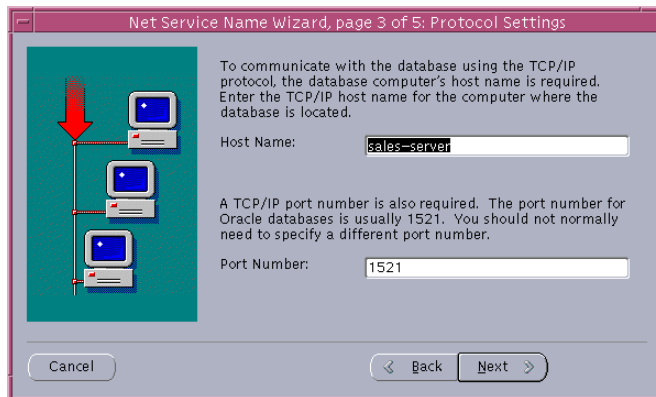 Net Service Name Wizard, page 3 of 5: Protocol Settings
To communicate with the database using the TCP/IP
protocol, the database computer's host name is required.
Enter the TCP/IP host name for the computer where the
database is located.
Host Name:
sales-server
A TCP/IP port number is also required. The port number for
Oracle databases is usually 1521. You should not normally
need to specify a different port number.
Port Number:
1521
Cancel
Back
Next